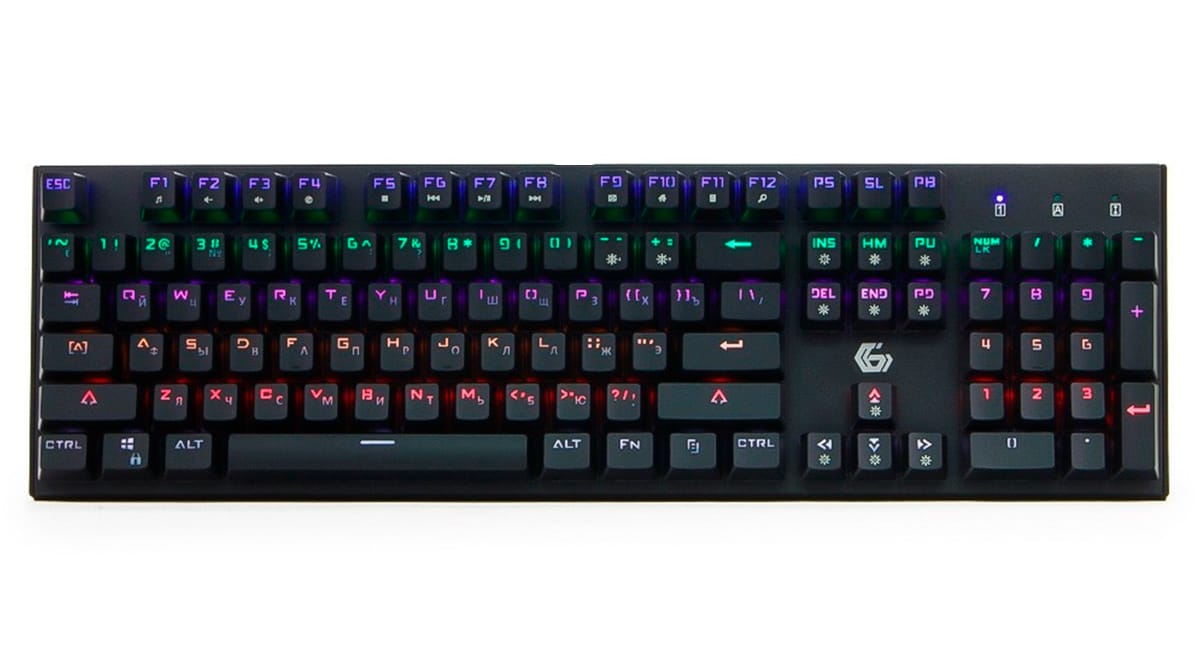 ESC F1 F2 F3 F4 F5 F6 F7 F8 F9 F10 F11 F12 PS SL PB
1 A
` ~ Ё 1 ! 2 @ 3 # № 4 $ ; 5 % 6 ^ 7 & 8 * 9 ( 0 ) - _ + = INS HM PU NUM LK / * -
Q Й W Ц E У R К T Е Y Н U Г I Ш O Щ P З { [ Х } ] Ъ | \ / DEL END PD 7 8 9 +
[A] A Ф S Ы D В F А G П H Р J О K Л L Д : ; Ж " ' Э 4 5 6
Z Я X Ч C С V М B И N Т M Ь < , Б > . Ю ? / . 1 2 3
CTRL ALT ALT FN CTRL 0 .